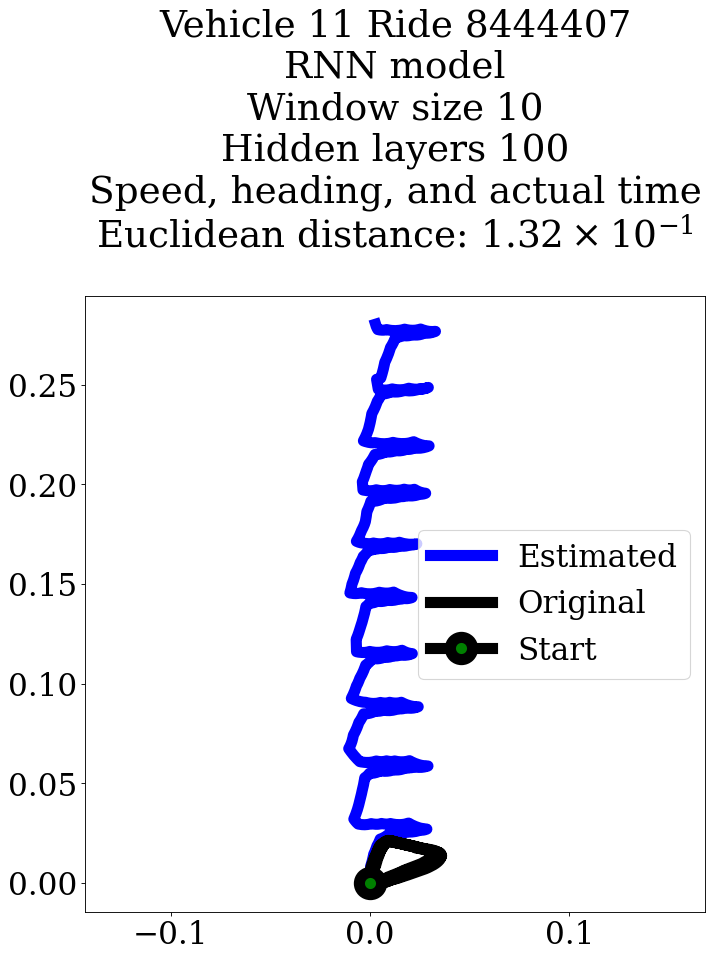 Vehicle 11 Ride 8444407
RNN model
Window size 10
Hidden layers 100
Speed, heading, and actual time
Euclidean distance: 1.32 × 10⁻¹
0.25
0.20
0.15
0.10
0.05
0.00
Estimated
Original
Start
−0.1 0.0 0.1